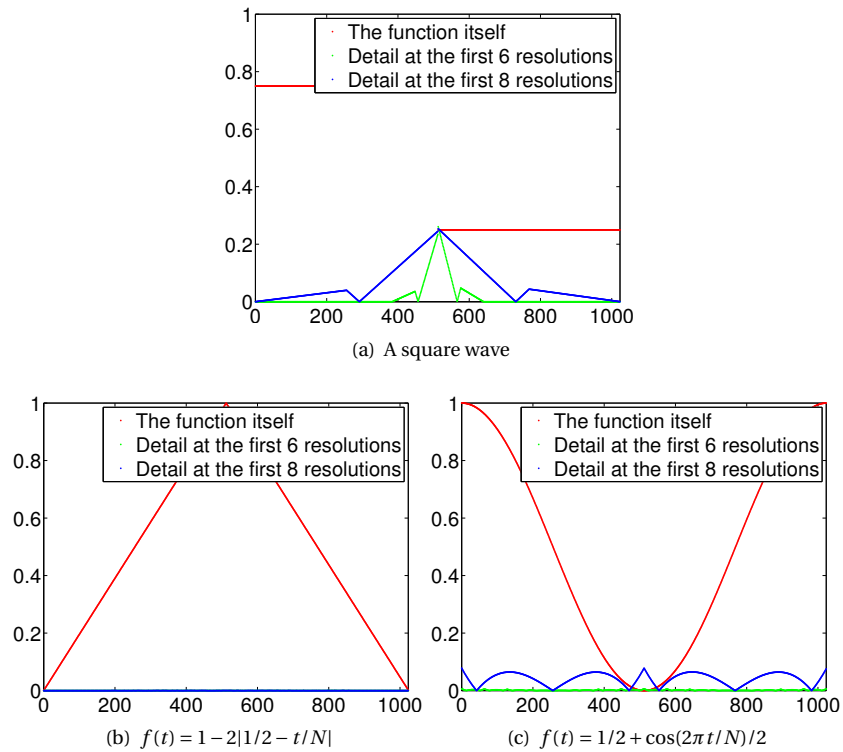 1
The function itself
Detail at the first 6 resolutions
0.8
Detail at the first 8 resolutions
0.6
0.4
0.2
0
0 200 400 600 800 1000
(a) A square wave
1
The function itself
Detail at the first 6 resolutions
0.8
Detail at the first 8 resolutions
0.6
0.4
0.2
0
0 200 400 600 800 1000
(b) f(t) = 1−2|1/2−t/N|
1
The function itself
Detail at the first 6 resolutions
0.8
Detail at the first 8 resolutions
0.6
0.4
0.2
0
0 200 400 600 800 1000
(c) f(t) = 1/2+cos(2πt/N)/2